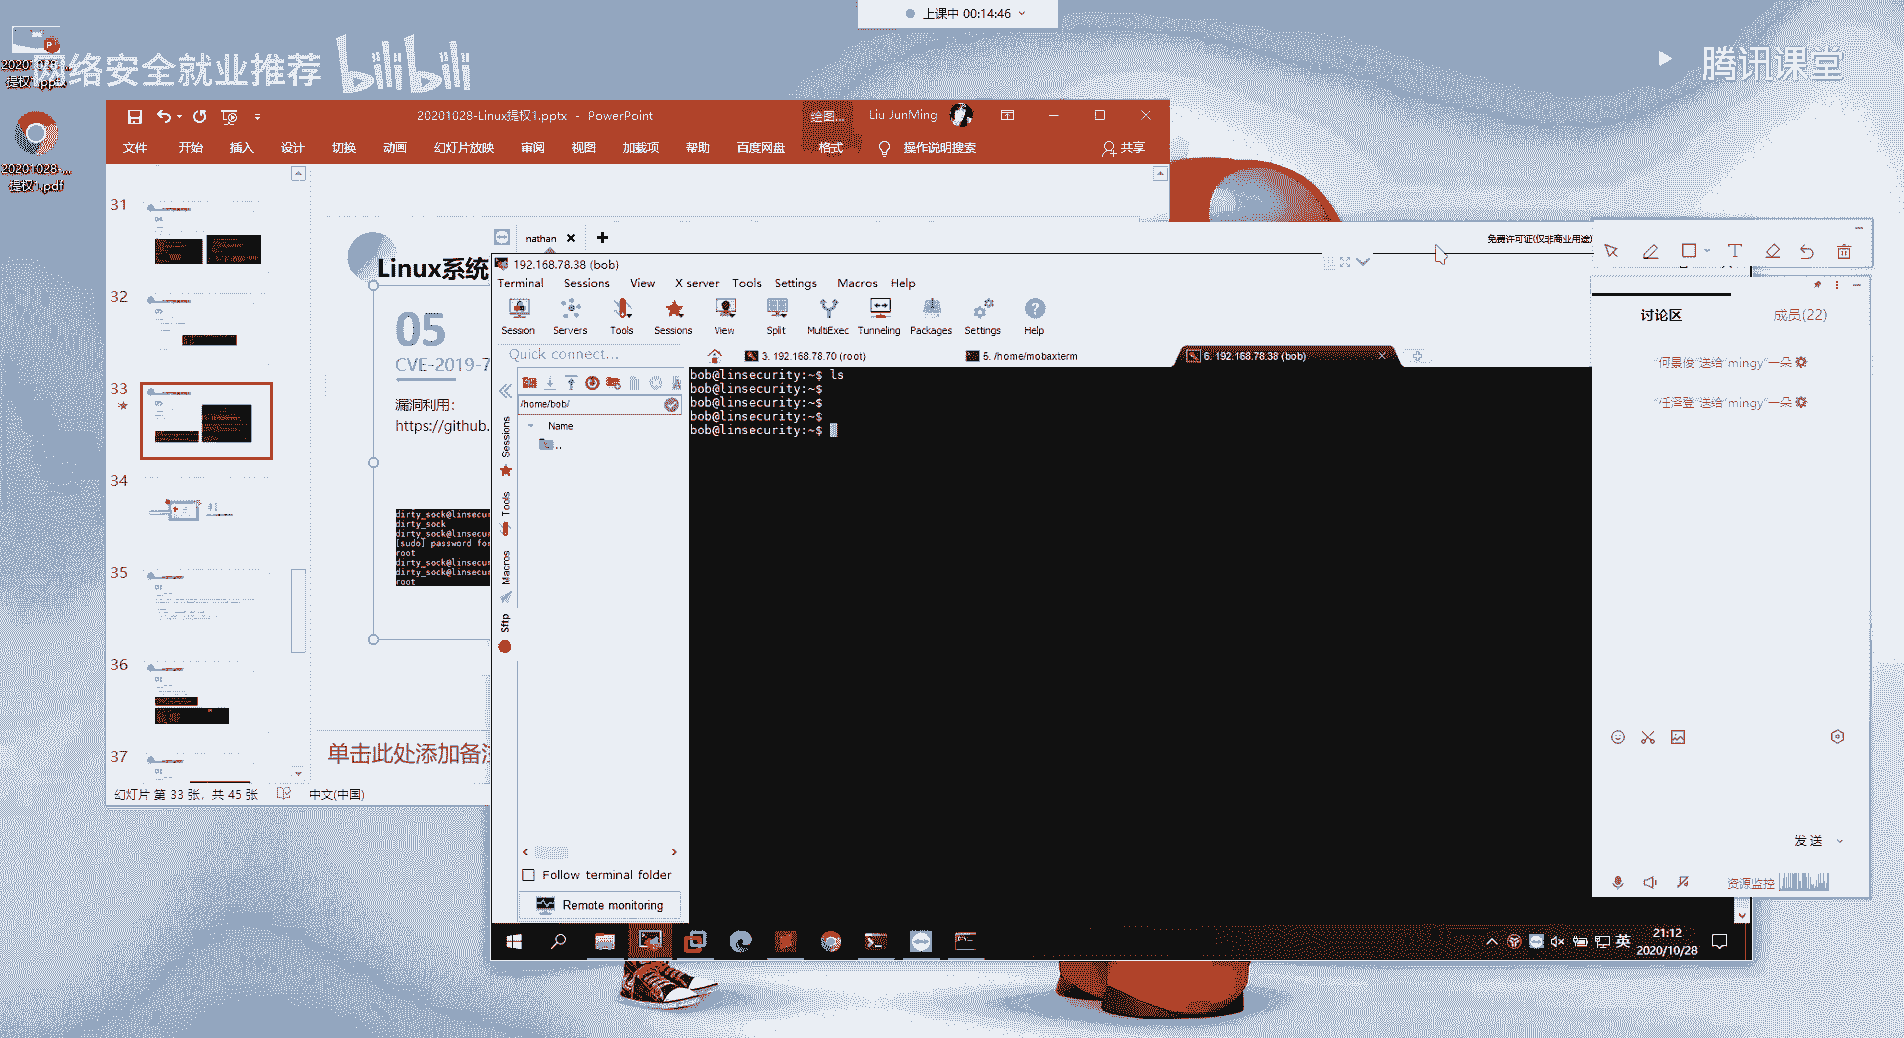 上课中 00:14:46
网络安全就业推荐 bilibili
腾讯课堂
提权1.pptx
20201028-...
提权1.pdf
20201028-Linux提权1.pptx - PowerPoint
绘图...
Liu JunMing
文件 开始 插入 设计 切换 动画 幻灯片放映 审阅 视图 加载项 帮助 百度网盘 格式 操作说明搜索 共享
31
32
33
34
35
36
37
Linux系统
05
CVE-2019-7
漏洞利用:
https://github.
dirty_sock@linsecu
dirty_sock
dirty_sock@linsecu
[sudo] password fo
root
dirty_sock@linsecu
dirty_sock@linsecu
root
单击此处添加备注
幻灯片 第 33 张，共 45 张 中文(中国)
nathan
免费许可证(仅非商业用途)
192.168.78.38 (bob)
Terminal Sessions View X server Tools Settings Macros Help
Session Servers Tools Sessions View Split MultiExec Tunneling Packages Settings Help
Quick connect...
3. 192.168.78.70 (root)
5. /home/mobaxterm
6. 192.168.78.38 (bob)
/home/bob/
Name
..
Sessions
Tools
Macros
Sftp
bob@linsecurity:~$ ls
bob@linsecurity:~$
bob@linsecurity:~$
bob@linsecurity:~$
bob@linsecurity:~$
Follow terminal folder
Remote monitoring
英
21:12
2020/10/28
讨论区 成员(22)
"何景俊"送给"mingy"一朵
"任泽登"送给"mingy"一朵
发送
资源监控